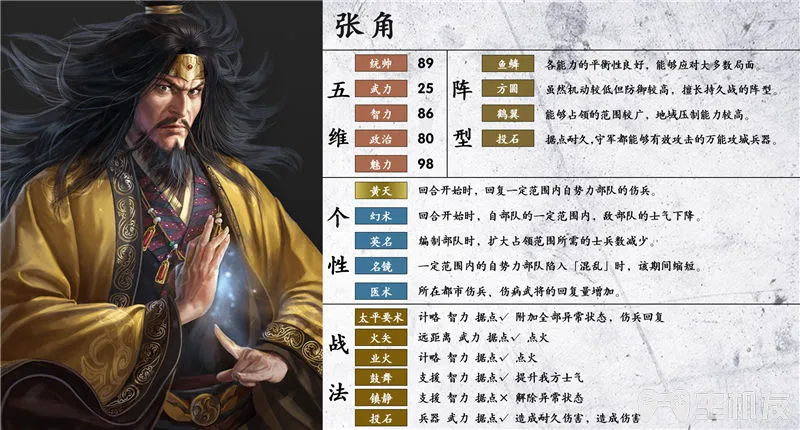 张角
五维
统帅 89
武力 25
智力 86
政治 80
魅力 98
阵型
鱼鳞 各能力的平衡性良好，能够应对大多数局面。
方圆 虽然机动较低但防御较高，擅长持久战的阵型。
鹤翼 能够占领的范围较广，地域压制能力较高。
投石 据点耐久,守军都能够有效攻击的万能攻城兵器。
个性
黄天 回合开始时，回复一定范围内自势力部队的伤兵。
幻术 回合开始时，自部队的一定范围内，敌部队的士气下降。
英名 编制部队时，扩大占领范围所需的士兵数减少。
名镜 一定范围内的自势力部队陷入「混乱」时，该期间缩短。
医术 所在都市伤兵，伤病武将的回复量增加。
战法
太平要术 计略 智力 据点✓ 附加全部异常状态，伤兵回复
火矢 远距离 武力 据点✓ 点火
业火 计略 智力 据点✓ 点火
鼓舞 支援 智力 据点✓ 提升我方士气
镇静 支援 智力 据点× 解除异常状态
投石 兵器 武力 据点✓ 造成耐久伤害，造成伤害